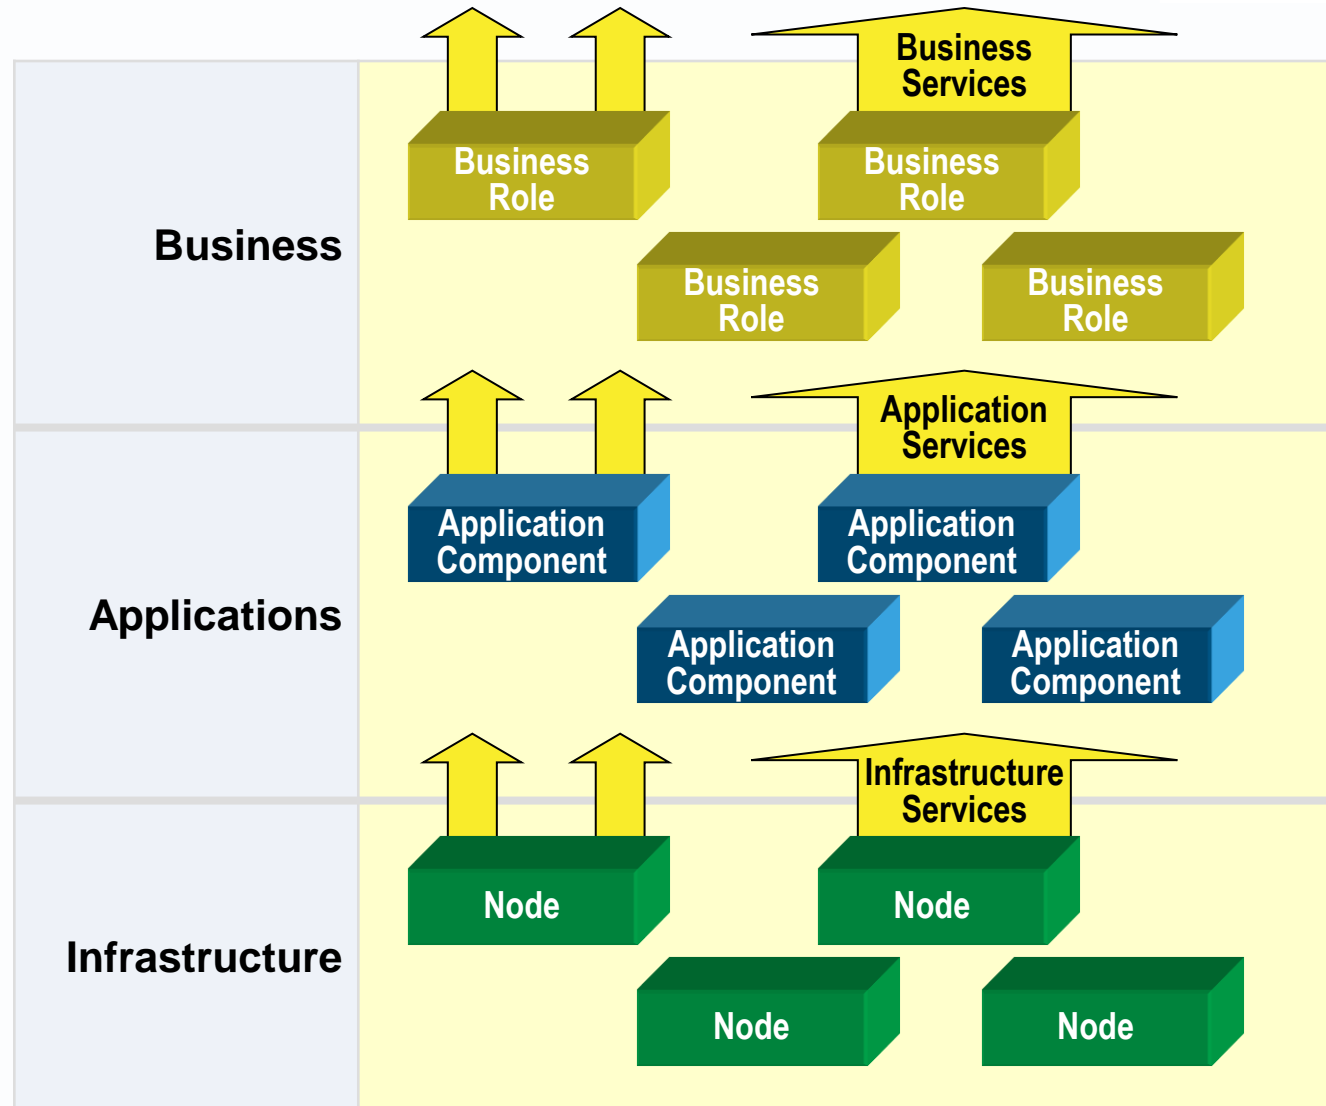 Business
Services
Business
Role
Business
Role
Business
Business
Role
Business
Role
Application
Services
Application
Component
Application
Component
Applications
Application
Component
Application
Component
Infrastructure
Services
Node
Node
Infrastructure
Node
Node